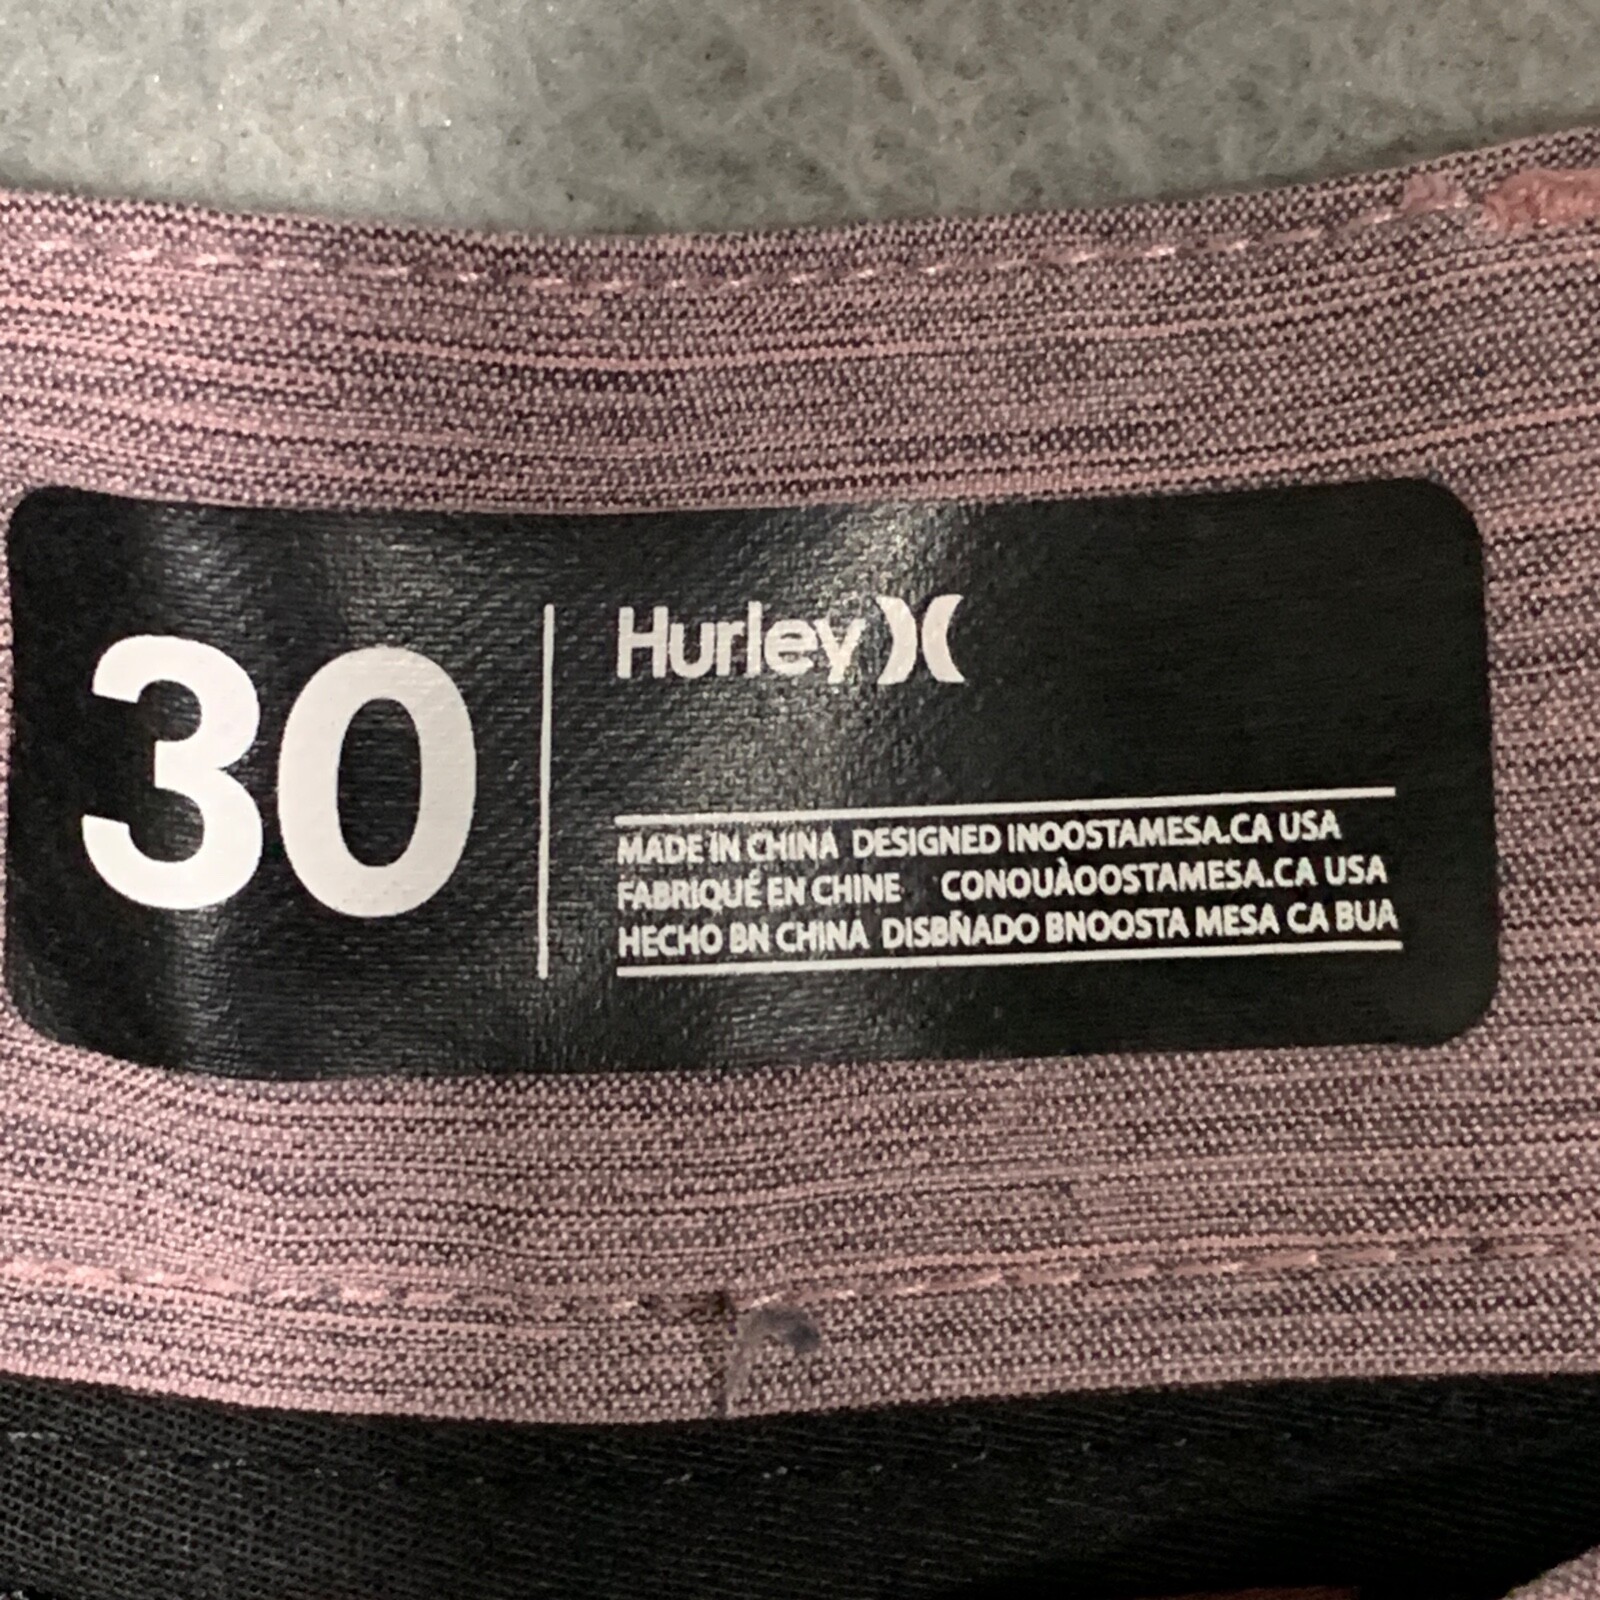 30
Hurley
MADE IN CHINA DESIGNED INOOSTAMESA.CA USA
FABRIQUÉ EN CHINE CONOUÀOOSTAMESA.CA USA
HECHO BN CHINA DISBÑADO BNOOSTA MESA CA BUA